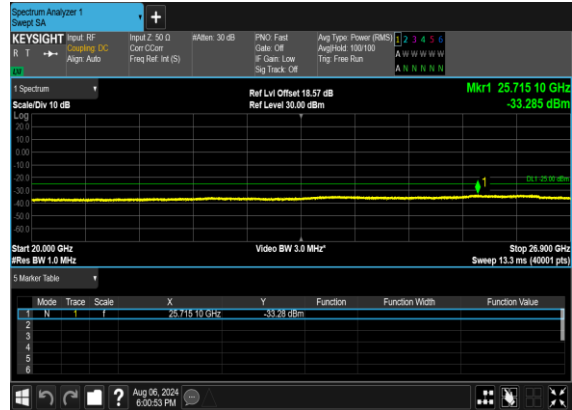 Spectrum Analyzer 1
Swept SA
+
KEYSIGHT Input: RF Input Z: 50 Ω #Atten: 30 dB PNO: Fast Avg Type: Power (RMS) 1 2 3 4 5 6
R T Coupling: DC Corr CCorr Gate: Off Avg|Hold: 100/100 A W W W W W
Align: Auto Freq Ref: Int (S) IF Gain: Low Trig: Free Run
Sig Track: Off A N N N N N
1 Spectrum Ref Lvl Offset 18.57 dB Mkr1 25.715 10 GHz
Scale/Div 10 dB Ref Level 30.00 dBm -33.285 dBm
Log
20.0
10.0
0.00
-10.0
-20.0 1 DL1 -25.00 dBm
-30.0
-40.0
-50.0
-60.0
Start 20.000 GHz Video BW 3.0 MHz* Stop 26.900 GHz
#Res BW 1.0 MHz Sweep 13.3 ms (40001 pts)
5 Marker Table
Mode Trace Scale X Y Function Function Width Function Value
1 N 1 f 25.715 10 GHz -33.28 dBm
2
3
4
5
6
? Aug 06, 2024
6:00:53 PM